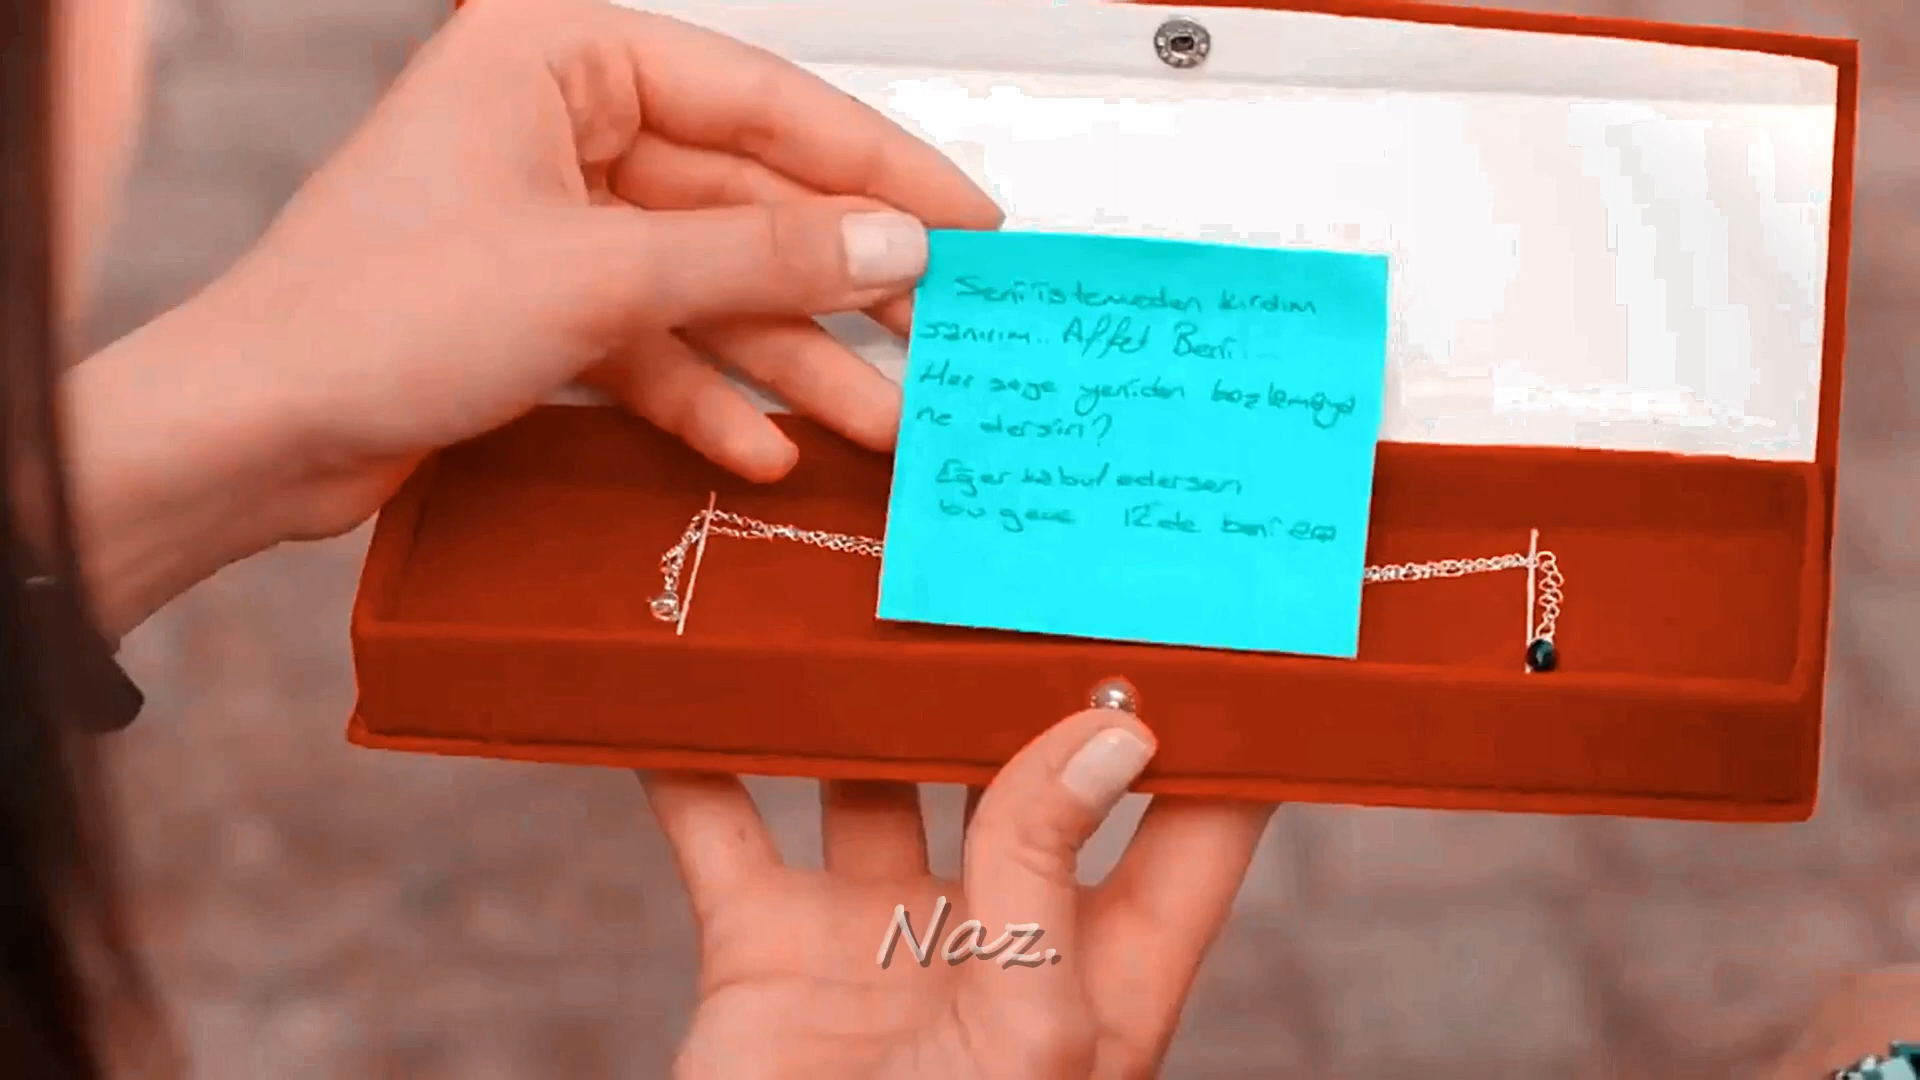 Seni istemeden kırdım
sanırım.. Affet Beni...
Her şeye yeniden başlamaya
ne dersin?
Eğer kabul edersen
bu gece 12'de beni ara
Naz.